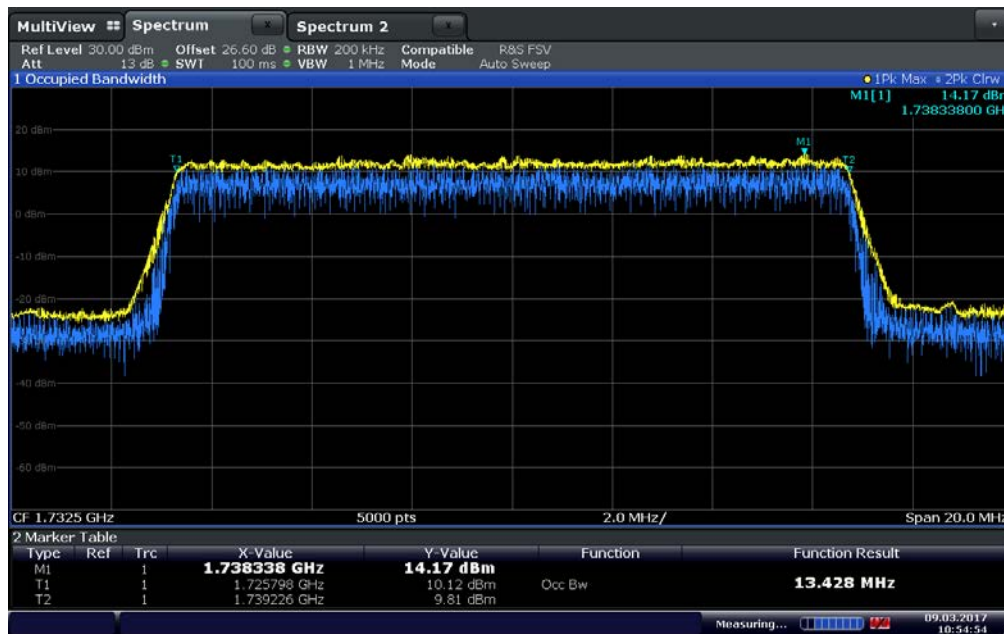 MultiView Spectrum x Spectrum 2 x
Ref Level 30.00 dBm Offset 26.60 dB RBW 200 kHz Compatible R&S FSV
Att 13 dB SWT 100 ms VBW 1 MHz Mode Auto Sweep
1 Occupied Bandwidth 1Pk Max 2Pk Clrw
M1[1] 14.17 dBm
1.73833800 GH
20 dBm
M1
T1 T2
10 dBm
0 dBm
-10 dBm
-20 dBm
-40 dBm
-50 dBm
-60 dBm
CF 1.7325 GHz 5000 pts 2.0 MHz/ Span 20.0 MHz
2 Marker Table
Type Ref Trc X-Value Y-Value Function Function Result
M1 1 1.738338 GHz 14.17 dBm
T1 1 1.725798 GHz 10.12 dBm Occ Bw 13.428 MHz
T2 1 1.739226 GHz 9.81 dBm
Measuring... 09.03.2017
10:54:54